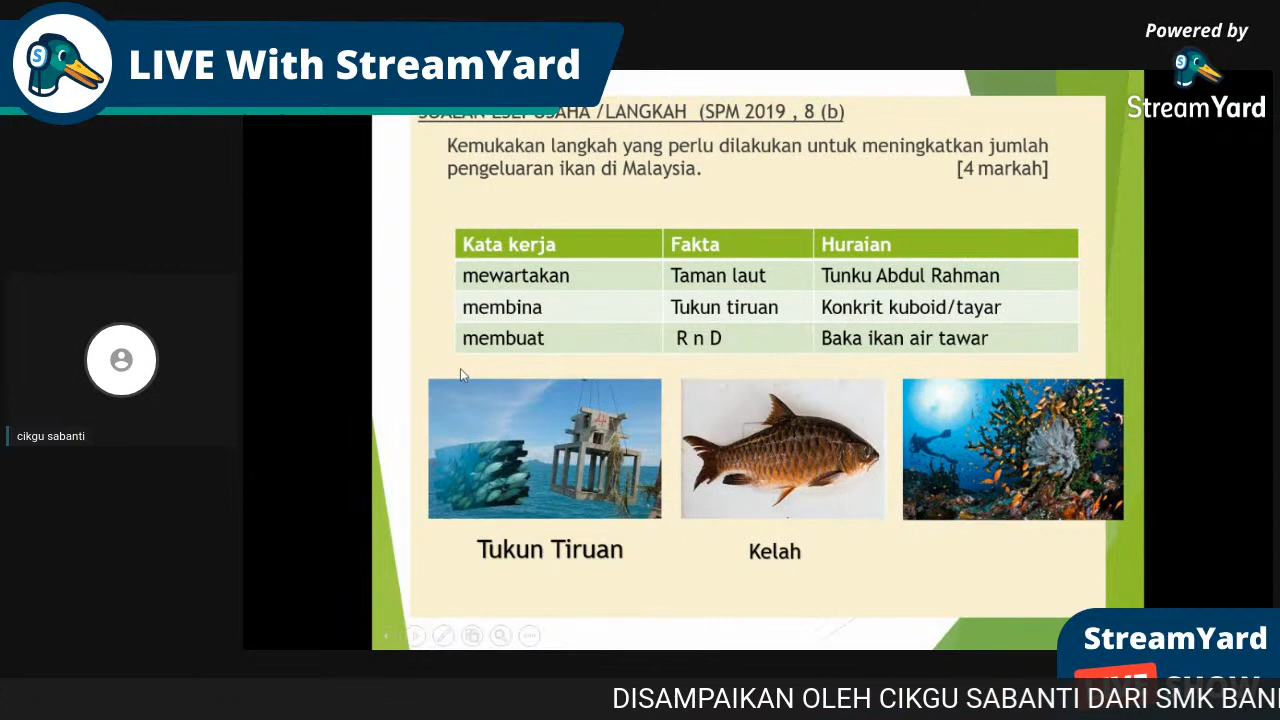 LIVE With StreamYard
Powered by
StreamYard
/LANGKAH (SPM 2019 , 8 (b)
Kemukakan langkah yang perlu dilakukan untuk meningkatkan jumlah
pengeluaran ikan di Malaysia. [4 markah]
Kata kerja Fakta Huraian
mewartakan Taman laut Tunku Abdul Rahman
membina Tukun tiruan Konkrit kuboid/tayar
membuat R n D Baka ikan air tawar
Tukun Tiruan Kelah
cikgu sabanti
StreamYard
LIVE SHOW
DISAMPAIKAN OLEH CIKGU SABANTI DARI SMK